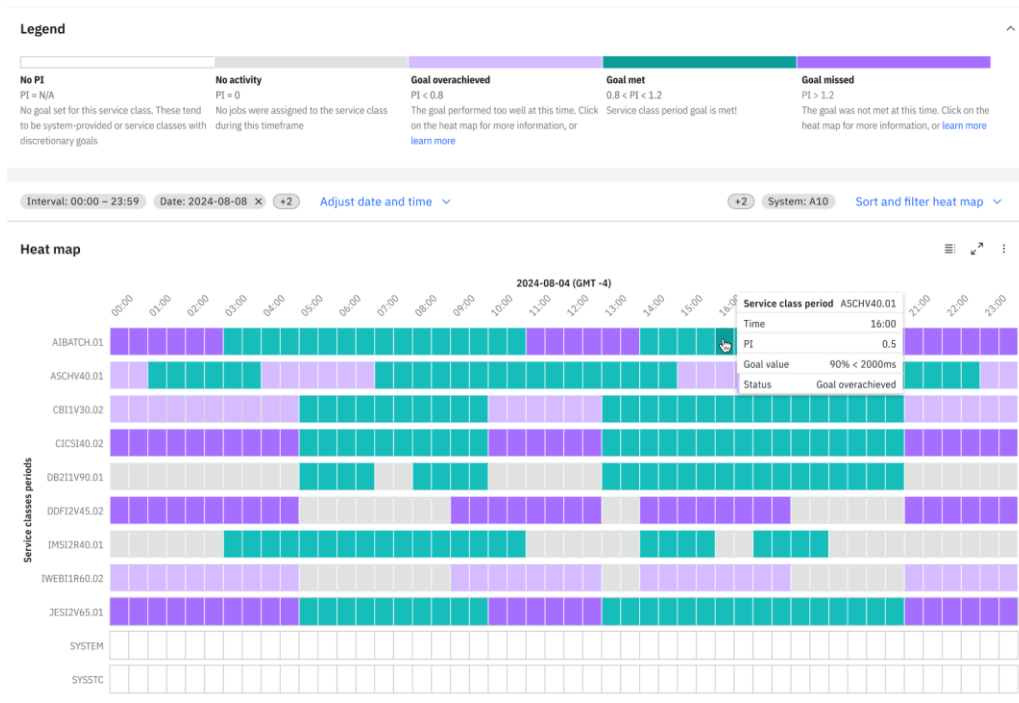 Legend
No PI
PI = N/A
No goal set for this service class. These tend
to be system-provided or service classes with
discretionary goals
No activity
PI = 0
No jobs were assigned to the service class
during this timeframe
Goal overachieved
PI < 0.8
The goal performed too well at this time. Click
on the heat map for more information, or
learn more
Goal met
0.8 < PI < 1.2
Service class period goal is met!
Goal missed
PI > 1.2
The goal was not met at this time. Click on the
heat map for more information, or learn more
Interval: 00:00 – 23:59
Date: 2024-08-08 ×
+2
Adjust date and time
+2
System: A10
Sort and filter heat map
Heat map
2024-08-04 (GMT -4)
00:00 01:00 02:00 03:00 04:00 05:00 06:00 07:00 08:00 09:00 10:00 11:00 12:00 13:00 14:00 15:00 21:00 22:00 23:00
Service class period ASCHV40.01
Time 16:00
PI 0.5
Goal value 90% < 2000ms
Status Goal overachieved
Service classes periods
AIBATCH.01
ASCHV40.01
CBI1V30.02
CICSI40.02
DB2I1V90.01
DDFI2V45.02
IMSI2R40.01
IWEBI1R60.02
JESI2V65.01
SYSTEM
SYSSTC